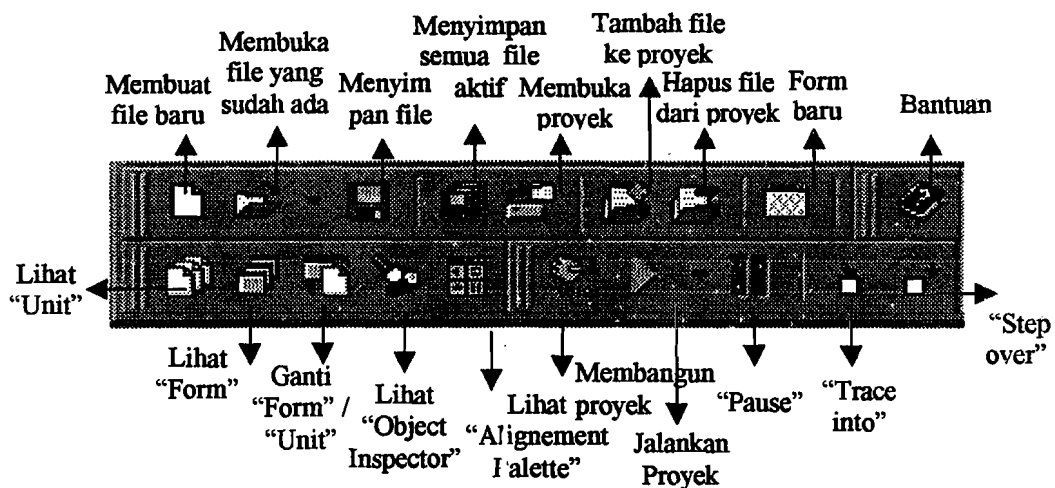 Membuat
file baru
Membuka
file yang
sudah ada
Menyim
pan file
Menyimpan
semua file
aktif
Membuka
proyek
Tambah file
ke proyek
Hapus file
dari proyek
Form
baru
Bantuan
Lihat
“Unit”
Lihat
“Form”
Ganti
“Form” /
“Unit”
Lihat
“Object
Inspector”
Lihat
“Alignement
Palette”
Membangun
proyek
Jalankan
Proyek
“Pause”
“Trace
into”
“Step
over”